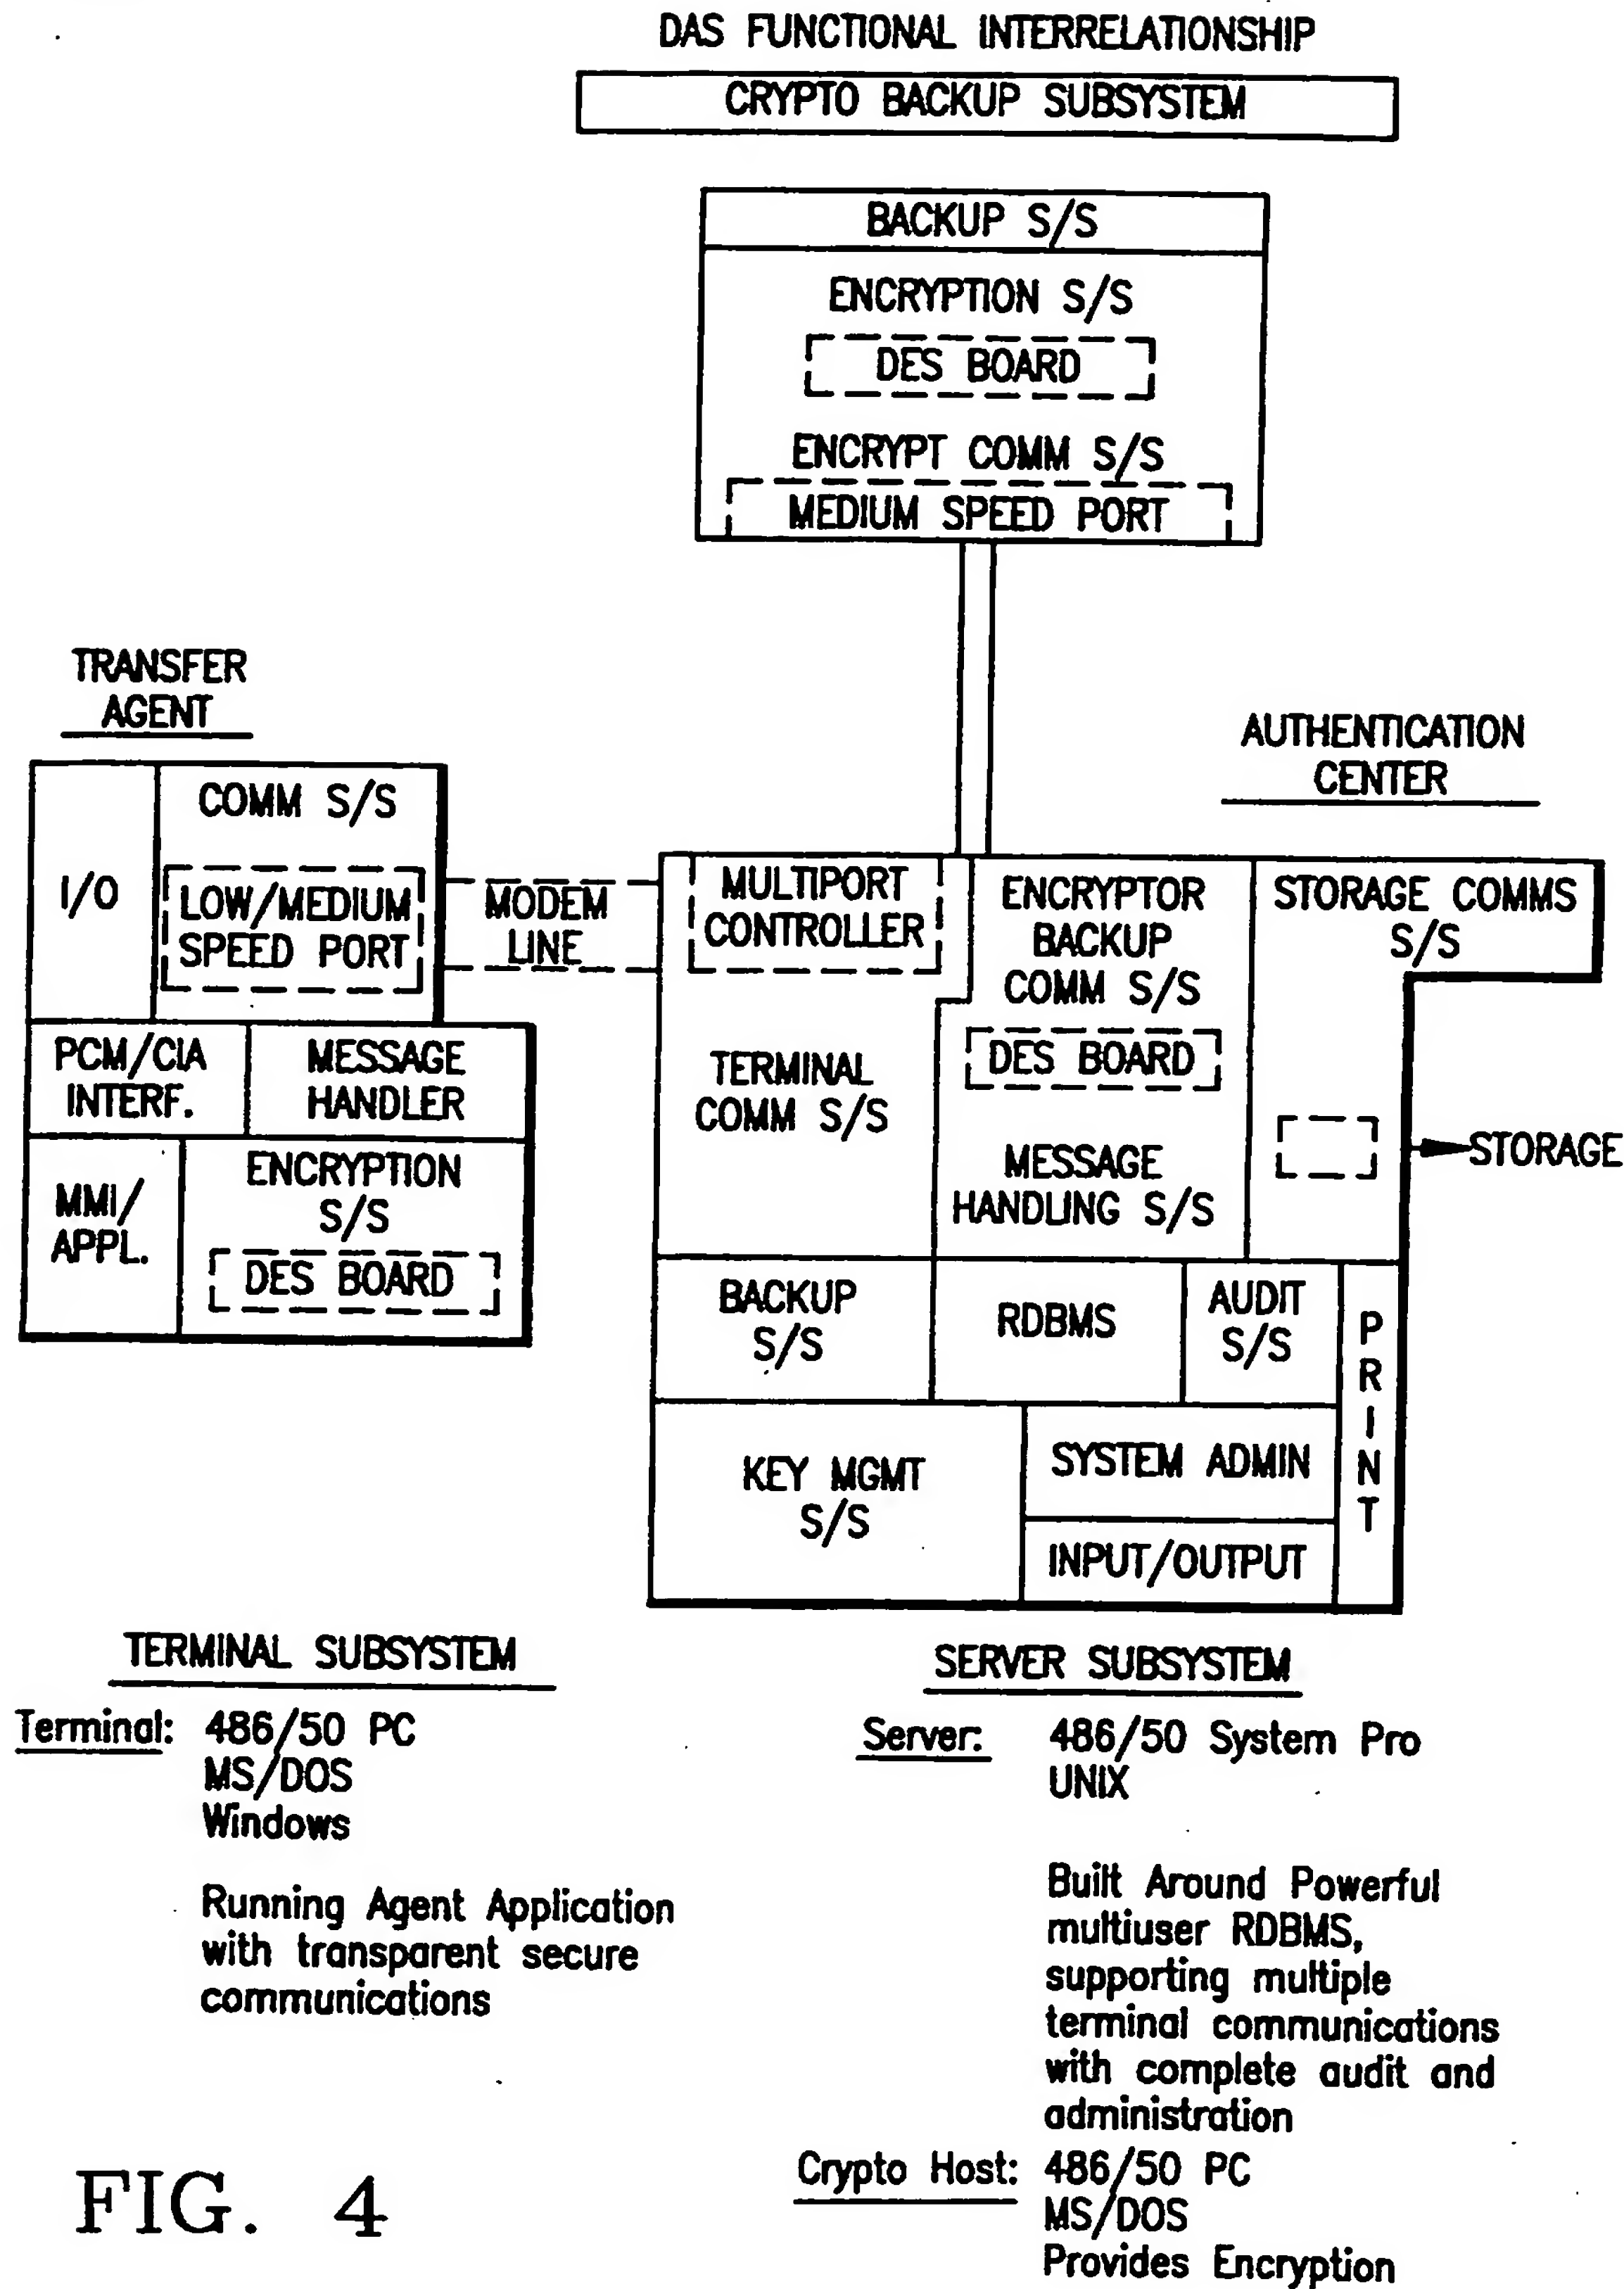 DAS FUNCTIONAL INTERRELATIONSHIP
CRYPTO BACKUP SUBSYSTEM
BACKUP S/S
ENCRYPTION S/S
DES BOARD
ENCRYPT COMM S/S
MEDIUM SPEED PORT
TRANSFER
AGENT
I/O
COMM S/S
LOW/MEDIUM
SPEED PORT
PCM/CIA
INTERF.
MESSAGE
HANDLER
MMI/
APPL.
ENCRYPTION
S/S
DES BOARD
MODEM
LINE
AUTHENTICATION
CENTER
MULTIPORT
CONTROLLER
TERMINAL
COMM S/S
ENCRYPTOR
BACKUP
COMM S/S
DES BOARD
MESSAGE
HANDLING S/S
STORAGE COMMS
S/S
STORAGE
BACKUP
S/S
RDBMS
AUDIT
S/S
PRINT
KEY MGMT
S/S
SYSTEM ADMIN
INPUT/OUTPUT
TERMINAL SUBSYSTEM
Terminal: 486/50 PC
MS/DOS
Windows
Running Agent Application
with transparent secure
communications
SERVER SUBSYSTEM
Server: 486/50 System Pro
UNIX
Built Around Powerful
multiuser RDBMS,
supporting multiple
terminal communications
with complete audit and
administration
Crypto Host: 486/50 PC
MS/DOS
Provides Encryption
FIG. 4